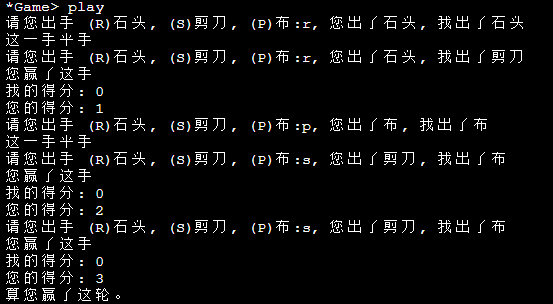 *Game> play
请您出手 (R)石头, (S)剪刀, (P)布:r, 您出了石头, 我出了石头
这一手平手
请您出手 (R)石头, (S)剪刀, (P)布:r, 您出了石头, 我出了剪刀
您赢了这手
我的得分: 0
您的得分: 1
请您出手 (R)石头, (S)剪刀, (P)布:p, 您出了布, 我出了布
这一手平手
请您出手 (R)石头, (S)剪刀, (P)布:s, 您出了剪刀, 我出了布
您赢了这手
我的得分: 0
您的得分: 2
请您出手 (R)石头, (S)剪刀, (P)布:s, 您出了剪刀, 我出了布
您赢了这手
我的得分: 0
您的得分: 3
算您赢了这轮。